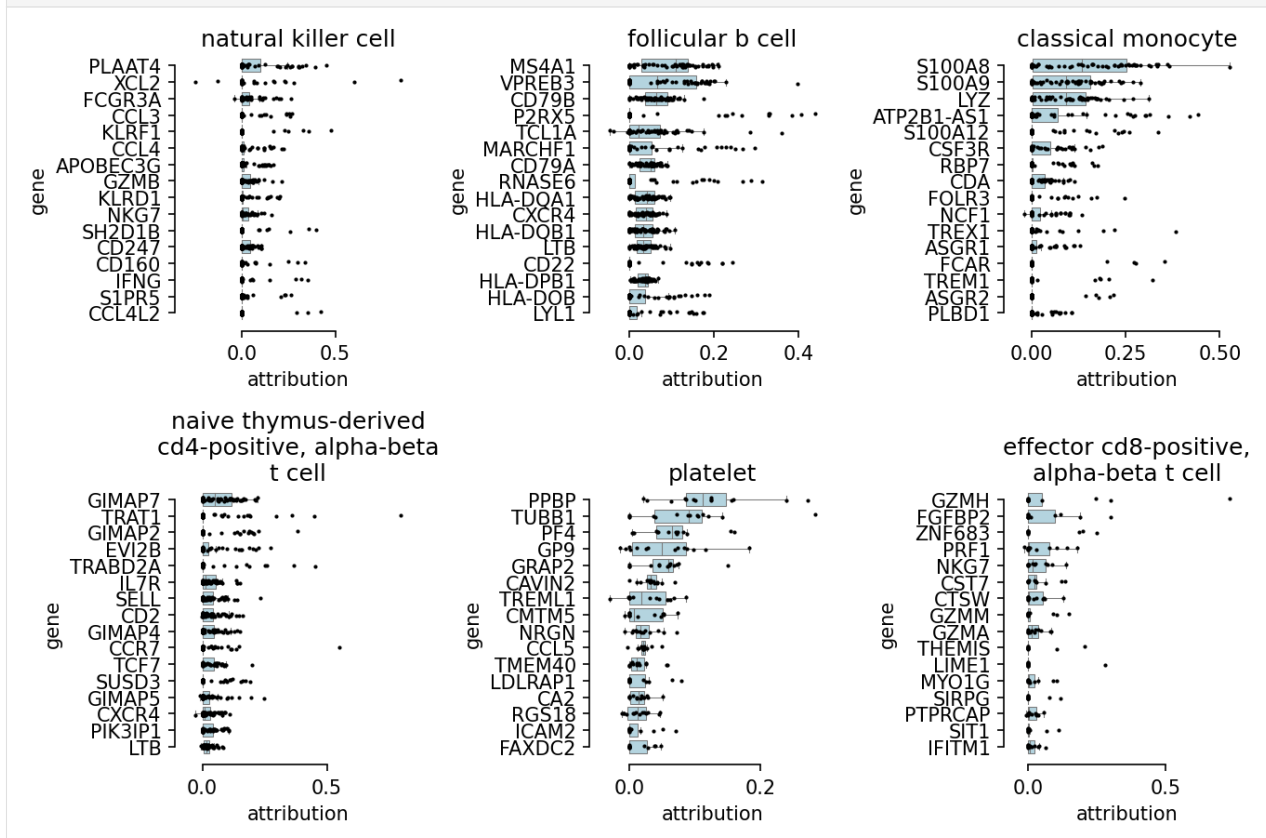 natural killer cell
gene
PLAAT4
XCL2
FCGR3A
CCL3
KLRF1
CCL4
APOBEC3G
GZMB
KLRD1
NKG7
SH2D1B
CD247
CD160
IFNG
S1PR5
CCL4L2
0.0 0.5
attribution
follicular b cell
gene
MS4A1
VPREB3
CD79B
P2RX5
TCL1A
MARCHF1
CD79A
RNASE6
HLA-DQA1
CXCR4
HLA-DQB1
LTB
CD22
HLA-DPB1
HLA-DOB
LYL1
0.0 0.2 0.4
attribution
classical monocyte
gene
S100A8
S100A9
LYZ
ATP2B1-AS1
S100A12
CSF3R
RBP7
CDA
FOLR3
NCF1
TREX1
ASGR1
FCAR
TREM1
ASGR2
PLBD1
0.00 0.25 0.50
attribution
naive thymus-derived
cd4-positive, alpha-beta
t cell
gene
GIMAP7
TRAT1
GIMAP2
EVI2B
TRABD2A
IL7R
SELL
CD2
GIMAP4
CCR7
TCF7
SUSD3
GIMAP5
CXCR4
PIK3IP1
LTB
0.0 0.5
attribution
platelet
gene
PPBP
TUBB1
PF4
GP9
GRAP2
CAVIN2
TREML1
CMTM5
NRGN
CCL5
TMEM40
LDLRAP1
CA2
RGS18
ICAM2
FAXDC2
0.0 0.2
attribution
effector cd8-positive,
alpha-beta t cell
gene
GZMH
FGFBP2
ZNF683
PRF1
NKG7
CST7
CTSW
GZMM
GZMA
THEMIS
LIME1
MYO1G
SIRPG
PTPRCAP
SIT1
IFITM1
0.0 0.5
attribution